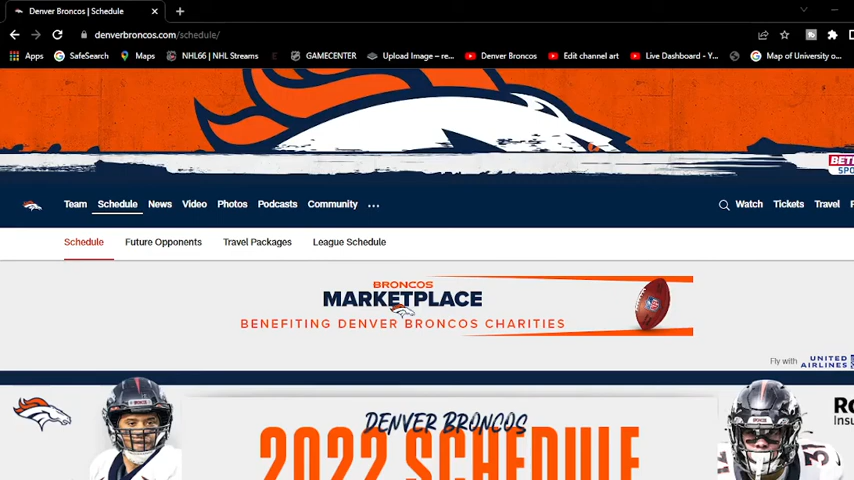 Denver Broncos | Schedule
denverbroncos.com/schedule/
Apps SafeSearch Maps NHL66 | NHL Streams GAMECENTER Upload Image – re... Denver Broncos Edit channel art Live Dashboard - Y... Map of University o...
Team Schedule News Video Photos Podcasts Community ... Watch Tickets Travel
Schedule Future Opponents Travel Packages League Schedule
BRONCOS
MARKETPLACE
BENEFITING DENVER BRONCOS CHARITIES
Fly with UNITED
AIRLINES
DENVER BRONCOS
2022 SCHEDULE